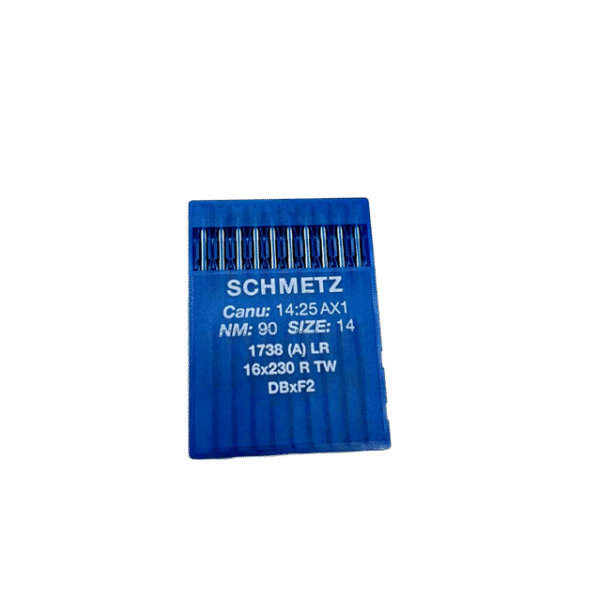 SCHMETZ
Canu: 14:25 AX1
NM: 90 SIZE: 14
1738 (A) LR
16x230 R TW
DBxF2